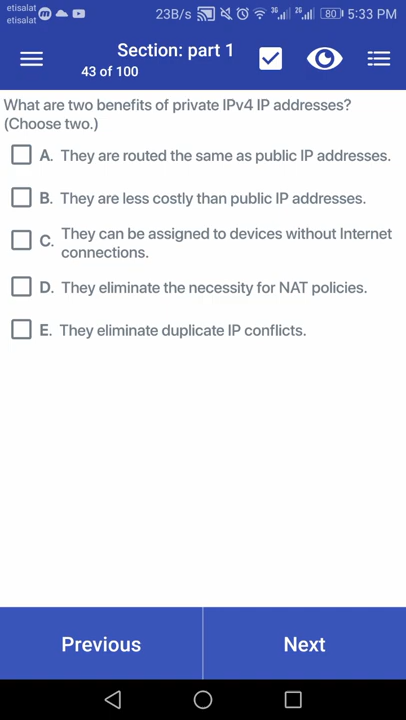 etisalat
etisalat
23B/s 3G 2G 80 5:33 PM
Section: part 1
43 of 100
What are two benefits of private IPv4 IP addresses?
(Choose two.)
A. They are routed the same as public IP addresses.
B. They are less costly than public IP addresses.
C. They can be assigned to devices without Internet
connections.
D. They eliminate the necessity for NAT policies.
E. They eliminate duplicate IP conflicts.
Previous
Next